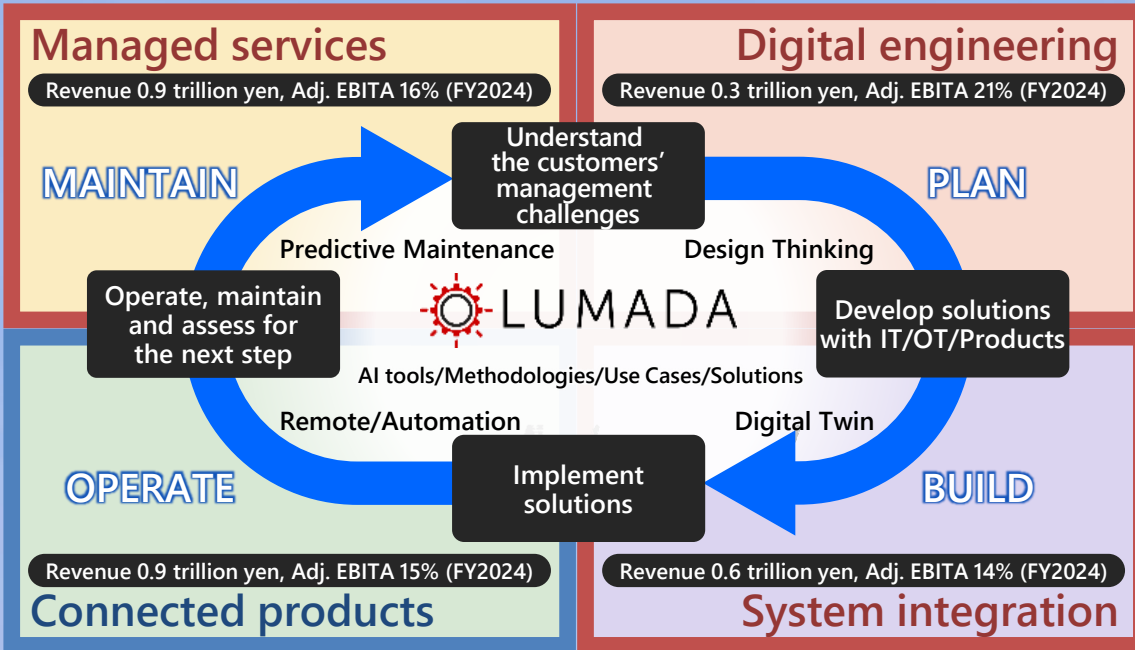 Managed services
Revenue 0.9 trillion yen, Adj. EBITA 16% (FY2024)
Digital engineering
Revenue 0.3 trillion yen, Adj. EBITA 21% (FY2024)
MAINTAIN
Understand
the customers’
management
challenges
PLAN
Predictive Maintenance
Design Thinking
Operate, maintain
and assess for
the next step
LUMADA
Develop solutions
with IT/OT/Products
AI tools/Methodologies/Use Cases/Solutions
Remote/Automation
Digital Twin
OPERATE
Implement
solutions
BUILD
Revenue 0.9 trillion yen, Adj. EBITA 15% (FY2024)
Connected products
Revenue 0.6 trillion yen, Adj. EBITA 14% (FY2024)
System integration